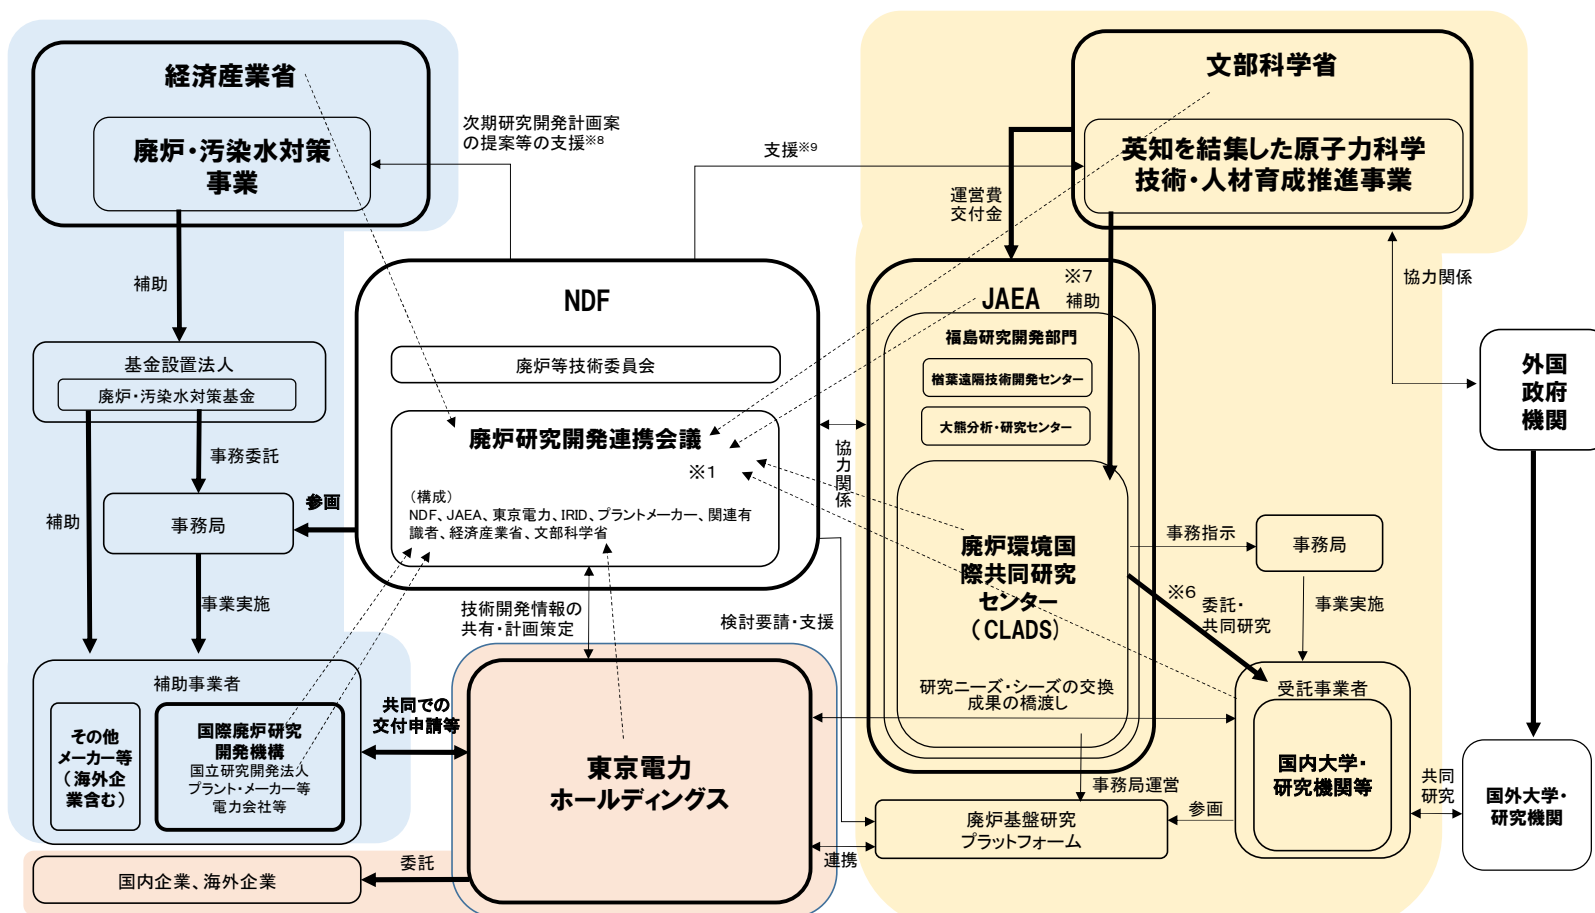 経済産業省
廃炉・汚染水対策
事業
次期研究開発計画案
の提案等の支援※8
支援※9
文部科学省
英知を結集した原子力科学
技術・人材育成推進事業
運営費
交付金
補助
NDF
廃炉等技術委員会
廃炉研究開発連携会議
※1
（構成）
NDF、JAEA、東京電力、IRID、プラントメーカー、関連有
識者、経済産業省、文部科学省
JAEA
※7
補助
福島研究開発部門
楢葉遠隔技術開発センター
大熊分析・研究センター
廃炉環境国
際共同研究
センター
（CLADS）
研究ニーズ・シーズの交換
成果の橋渡し
協力関係
外国
政府
機関
基金設置法人
廃炉・汚染水対策基金
事務委託
補助
事務局
参画
事業実施
協力関係
事務指示
事務局
※6
委託・
共同研究
事業実施
技術開発情報の
共有・計画策定
検討要請・支援
補助事業者
その他
メーカー等
（海外企
業含む）
国際廃炉研究
開発機構
国立研究開発法人
プラント・メーカー等
電力会社等
共同での
交付申請等
東京電力
ホールディングス
受託事業者
国内大学・
研究機関等
共同
研究
国外大学・
研究機関
事務局運営
廃炉基盤研究
プラットフォーム
参画
連携
委託
国内企業、海外企業